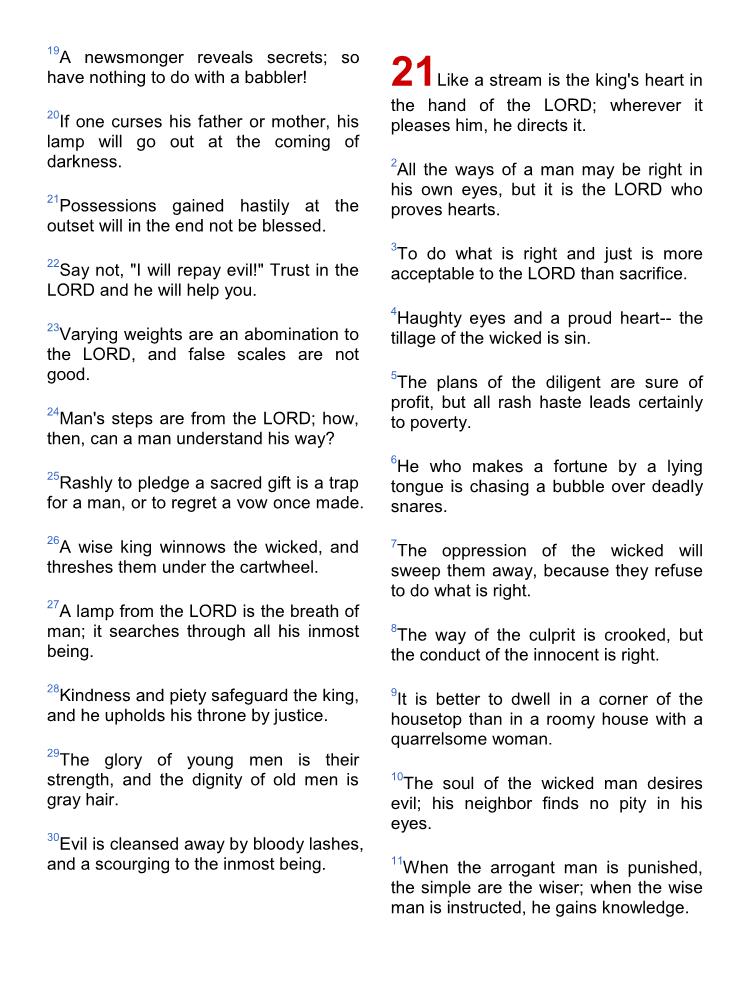 19A newsmonger reveals secrets; so
have nothing to do with a babbler!
20If one curses his father or mother, his
lamp will go out at the coming of
darkness.
21Possessions gained hastily at the
outset will in the end not be blessed.
22Say not, "I will repay evil!" Trust in the
LORD and he will help you.
23Varying weights are an abomination to
the LORD, and false scales are not
good.
24Man's steps are from the LORD; how,
then, can a man understand his way?
25Rashly to pledge a sacred gift is a trap
for a man, or to regret a vow once made.
26A wise king winnows the wicked, and
threshes them under the cartwheel.
27A lamp from the LORD is the breath of
man; it searches through all his inmost
being.
28Kindness and piety safeguard the king,
and he upholds his throne by justice.
29The glory of young men is their
strength, and the dignity of old men is
gray hair.
30Evil is cleansed away by bloody lashes,
and a scourging to the inmost being.
21Like a stream is the king's heart in
the hand of the LORD; wherever it
pleases him, he directs it.
2All the ways of a man may be right in
his own eyes, but it is the LORD who
proves hearts.
3To do what is right and just is more
acceptable to the LORD than sacrifice.
4Haughty eyes and a proud heart-- the
tillage of the wicked is sin.
5The plans of the diligent are sure of
profit, but all rash haste leads certainly
to poverty.
6He who makes a fortune by a lying
tongue is chasing a bubble over deadly
snares.
7The oppression of the wicked will
sweep them away, because they refuse
to do what is right.
8The way of the culprit is crooked, but
the conduct of the innocent is right.
9It is better to dwell in a corner of the
housetop than in a roomy house with a
quarrelsome woman.
10The soul of the wicked man desires
evil; his neighbor finds no pity in his
eyes.
11When the arrogant man is punished,
the simple are the wiser; when the wise
man is instructed, he gains knowledge.